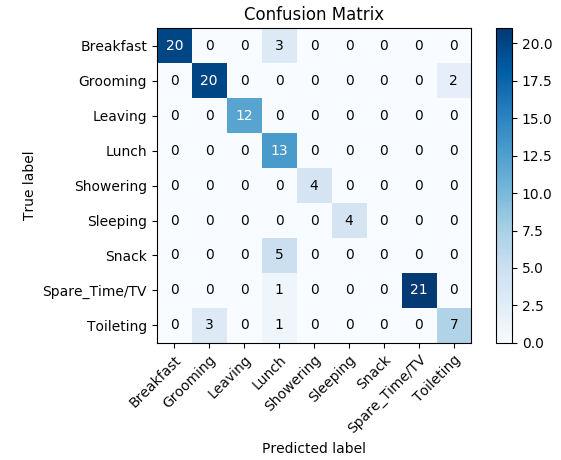 Confusion Matrix
Breakfast 20 0 0 3 0 0 0 0 0
Grooming 0 20 0 0 0 0 0 0 2
Leaving 0 0 12 0 0 0 0 0 0
Lunch 0 0 0 13 0 0 0 0 0
Showering 0 0 0 0 4 0 0 0 0
Sleeping 0 0 0 0 0 4 0 0 0
Snack 0 0 0 5 0 0 0 0 0
Spare_Time/TV 0 0 0 1 0 0 0 21 0
Toileting 0 3 0 1 0 0 0 0 7
True label
Breakfast Grooming Leaving Lunch Showering Sleeping Snack Spare_Time/TV Toileting
Predicted label
20.0
17.5
15.0
12.5
10.0
7.5
5.0
2.5
0.0